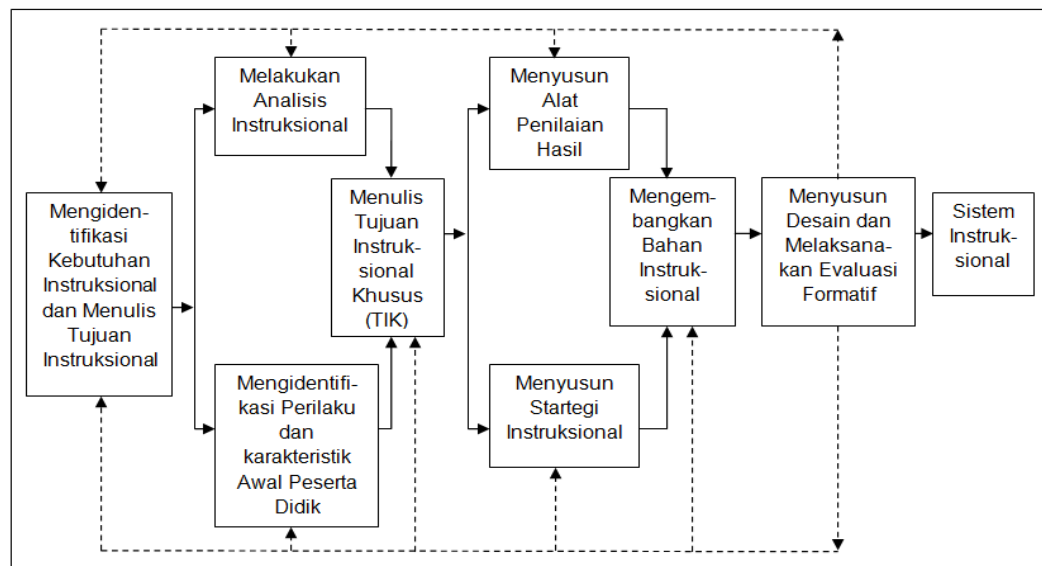 Mengiden-
tifikasi
Kebutuhan
Instruksional
dan Menulis
Tujuan
Instruksional
Melakukan
Analisis
Instruksional
Mengidentifi-
kasi Perilaku
dan
karakteristik
Awal Peserta
Didik
Menulis
Tujuan
Instruk-
sional
Khusus
(TIK)
Menyusun
Alat
Penilaian
Hasil
Menyusun
Startegi
Instruksional
Mengem-
bangkan
Bahan
Instruk-
sional
Menyusun
Desain dan
Melaksana-
kan Evaluasi
Formatif
Sistem
Instruk-
sional